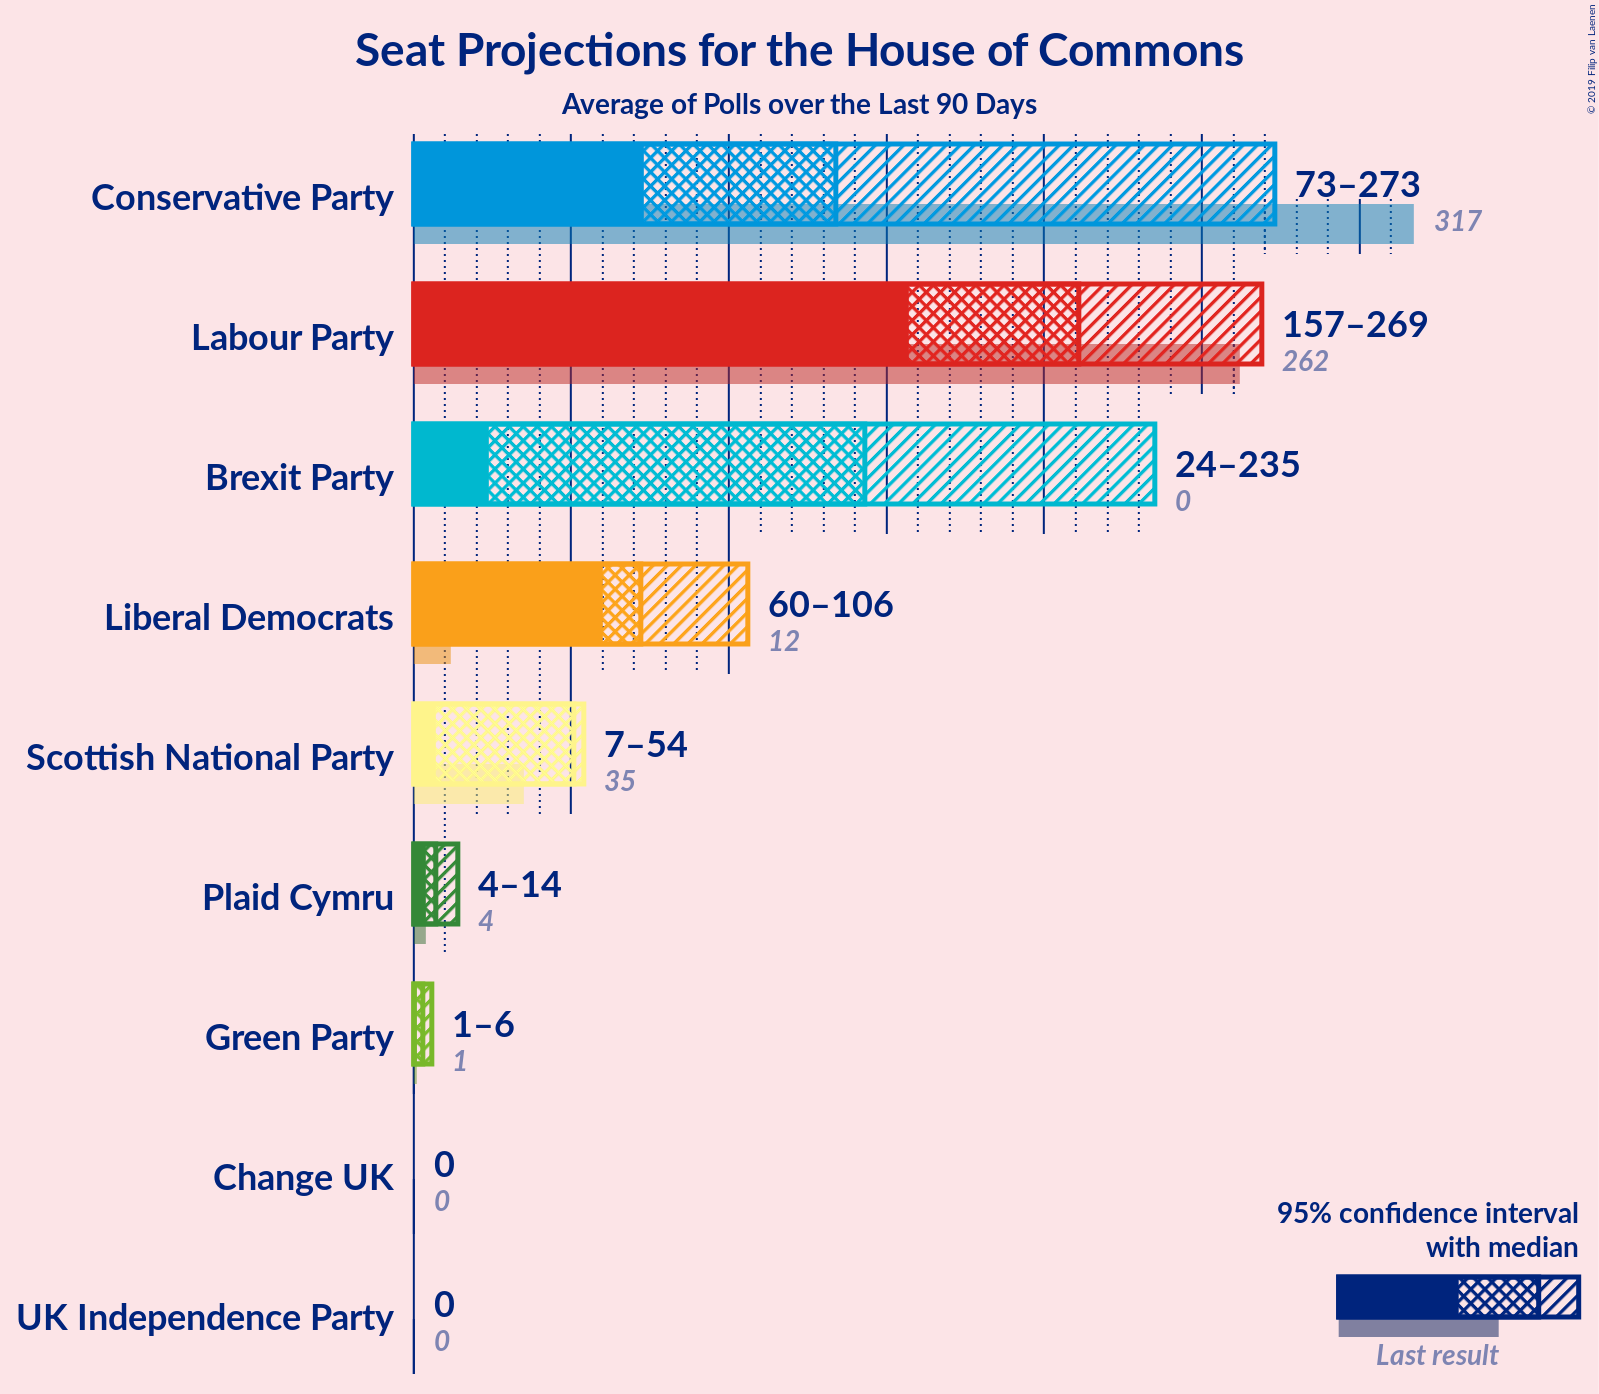 Seat Projections for the House of Commons
Average of Polls over the Last 90 Days
© 2019 Filip van Laenen
Conservative Party
73–273
317
Labour Party
157–269
262
Brexit Party
24–235
0
Liberal Democrats
60–106
12
Scottish National Party
7–54
35
Plaid Cymru
4–14
4
Green Party
1–6
1
Change UK
0
0
UK Independence Party
0
0
95% confidence interval
with median
Last result